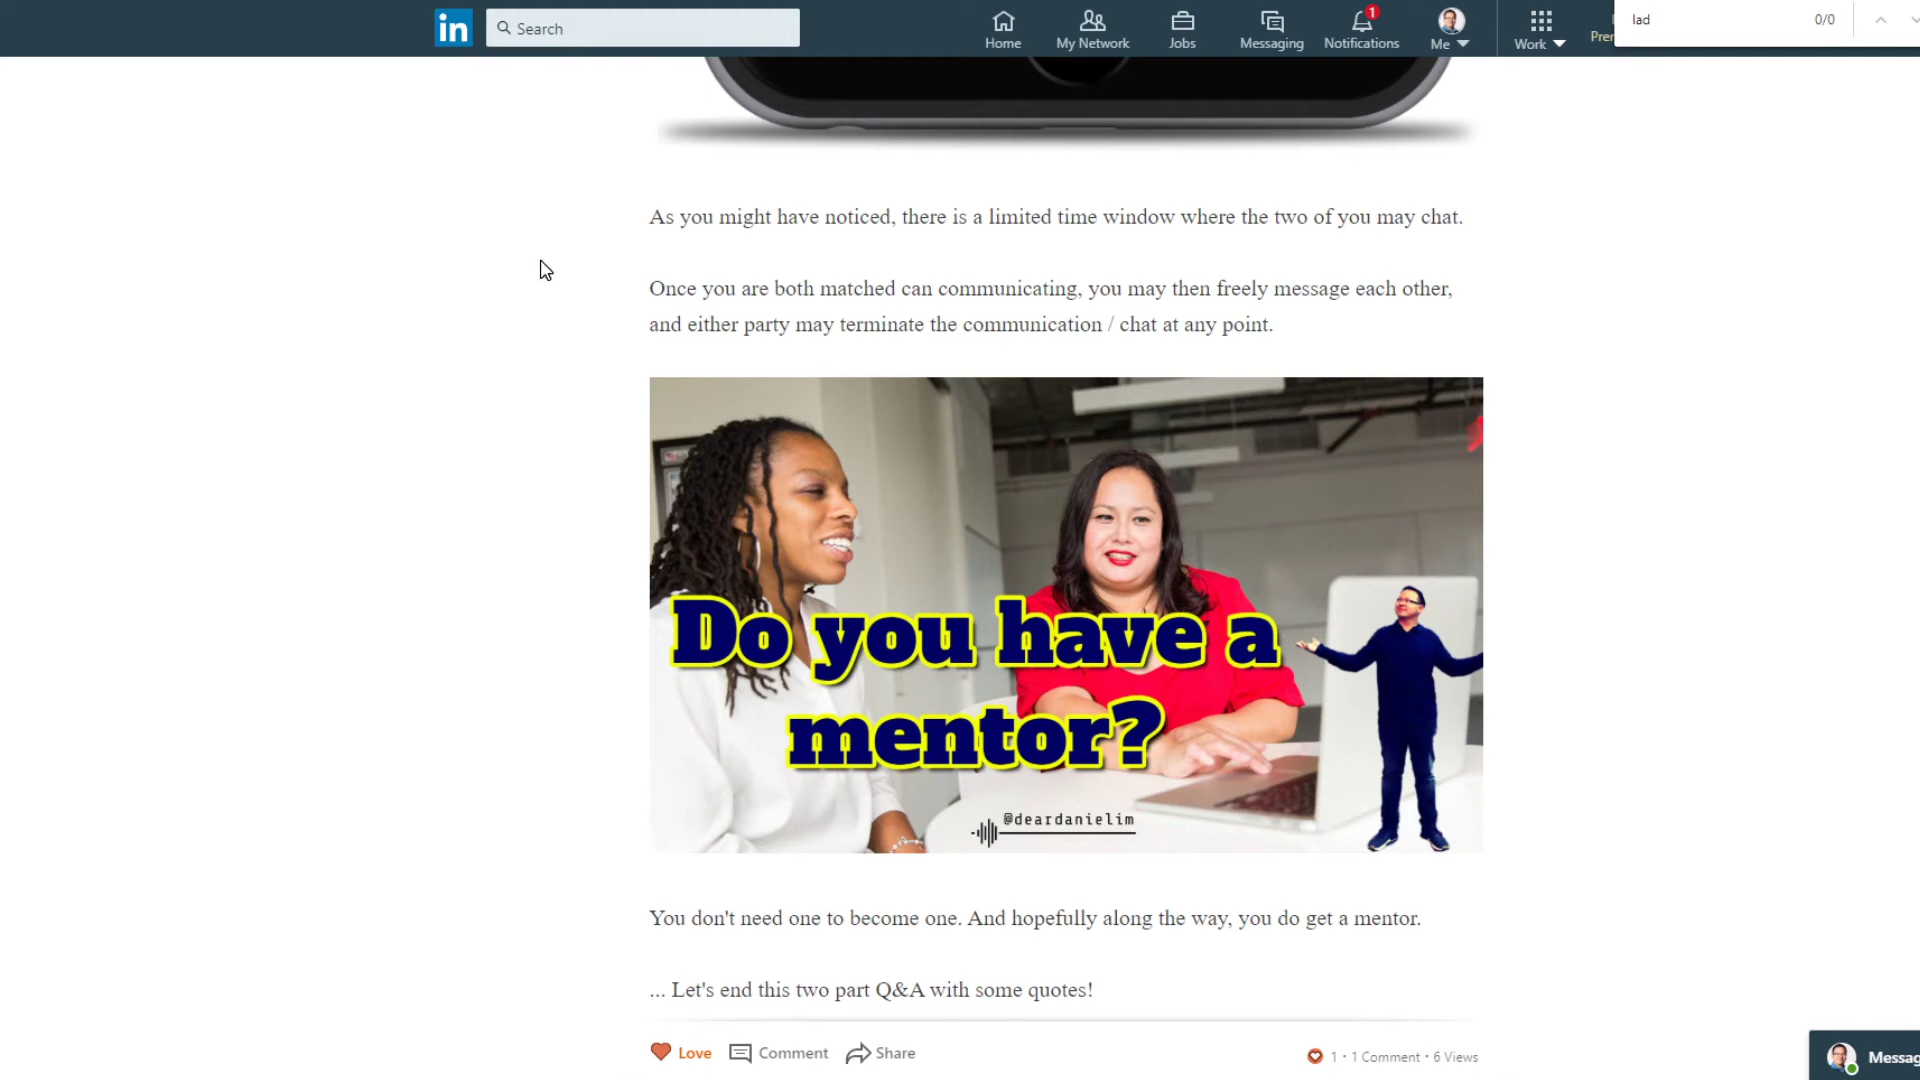 in
Search
Home
My Network
Jobs
Messaging
1
Notifications
Me
Work
lad
0/0
As you might have noticed, there is a limited time window where the two of you may chat.
Once you are both matched can communicating, you may then freely message each other,
and either party may terminate the communication / chat at any point.
Do you have a
mentor?
@deardanielim
You don't need one to become one. And hopefully along the way, you do get a mentor.
... Let's end this two part Q&A with some quotes!
Love
Comment
Share
1 • 1 Comment • 6 Views